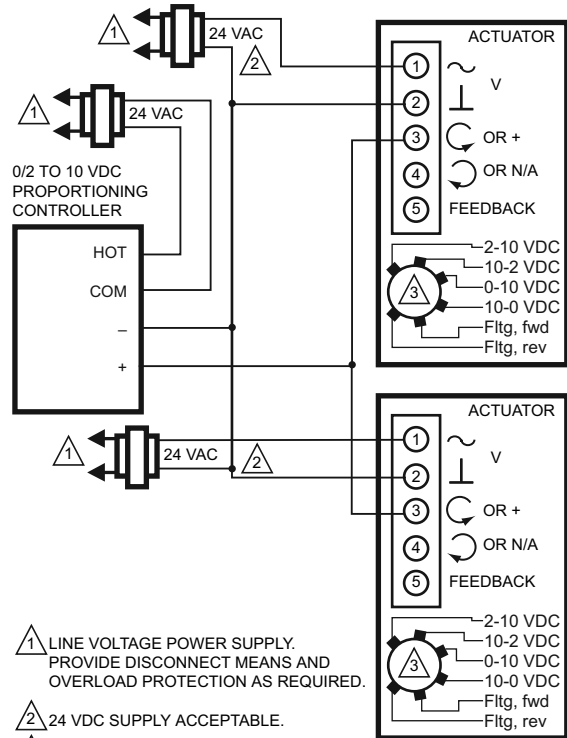 1
24 VAC
2
1
24 VAC
0/2 TO 10 VDC
PROPORTIONING
CONTROLLER
HOT
COM
–
+
ACTUATOR
1
V
2
3 OR +
4 OR N/A
5 FEEDBACK
3
2-10 VDC
10-2 VDC
0-10 VDC
10-0 VDC
Fltg, fwd
Fltg, rev
1
24 VAC
2
ACTUATOR
1
V
2
3 OR +
4 OR N/A
5 FEEDBACK
3
2-10 VDC
10-2 VDC
0-10 VDC
10-0 VDC
Fltg, fwd
Fltg, rev
1 LINE VOLTAGE POWER SUPPLY.
PROVIDE DISCONNECT MEANS AND
OVERLOAD PROTECTION AS REQUIRED.
2 24 VDC SUPPLY ACCEPTABLE.